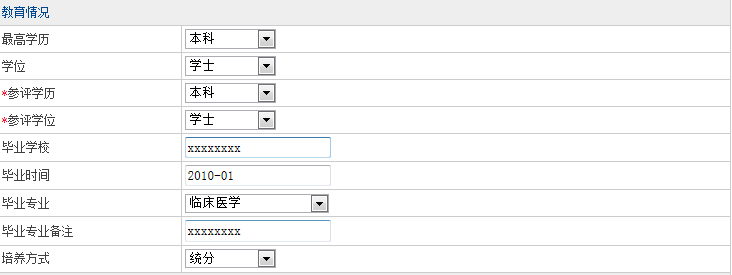 教育情况
最高学历 本科
学位 学士
*参评学历 本科
*参评学位 学士
毕业学校 xxxxxxxx
毕业时间 2010-01
毕业专业 临床医学
毕业专业备注 xxxxxxxx
培养方式 统分